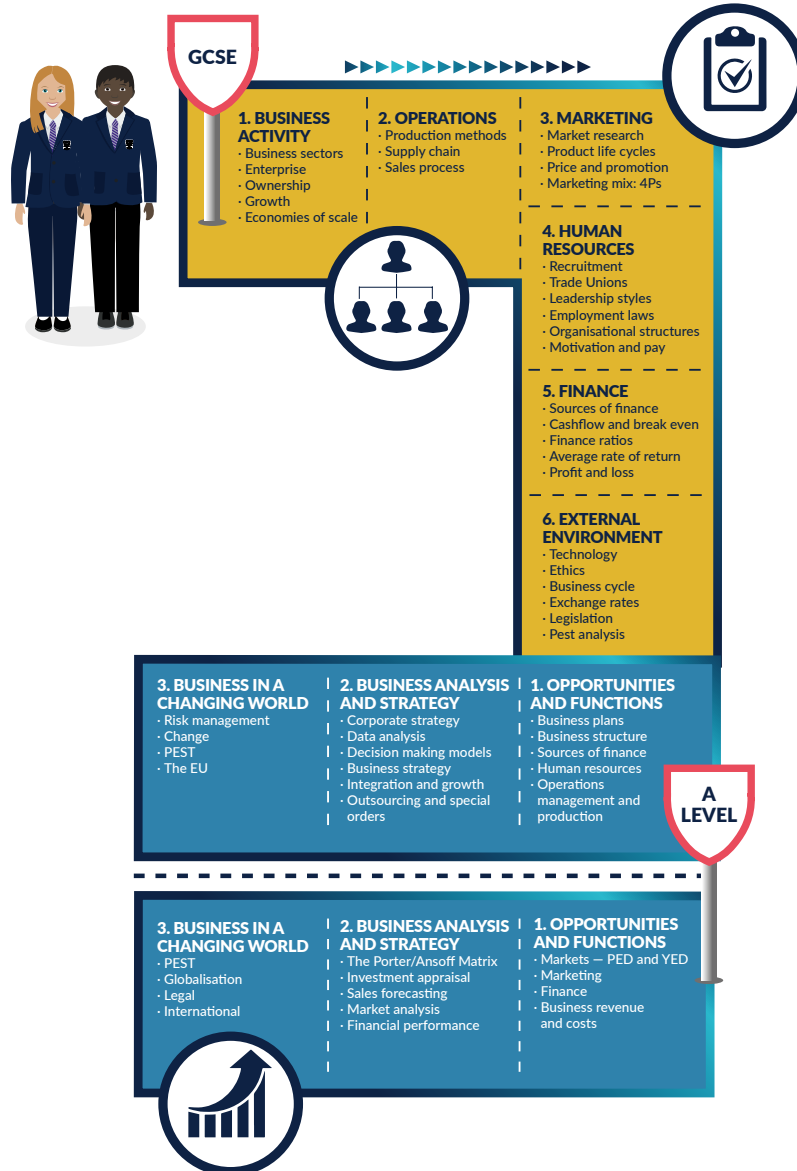 GCSE
1. BUSINESS
ACTIVITY
· Business sectors
· Enterprise
· Ownership
· Growth
· Economies of scale
2. OPERATIONS
· Production methods
· Supply chain
· Sales process
3. MARKETING
· Market research
· Product life cycles
· Price and promotion
· Marketing mix: 4Ps
4. HUMAN
RESOURCES
· Recruitment
· Trade Unions
· Leadership styles
· Employment laws
· Organisational structures
· Motivation and pay
5. FINANCE
· Sources of finance
· Cashflow and break even
· Finance ratios
· Average rate of return
· Profit and loss
6. EXTERNAL
ENVIRONMENT
· Technology
· Ethics
· Business cycle
· Exchange rates
· Legislation
· Pest analysis
A
LEVEL
1. OPPORTUNITIES
AND FUNCTIONS
· Business plans
· Business structure
· Sources of finance
· Human resources
· Operations
management and
production
2. BUSINESS ANALYSIS
AND STRATEGY
· Corporate strategy
· Data analysis
· Decision making models
· Business strategy
· Integration and growth
· Outsourcing and special
orders
3. BUSINESS IN A
CHANGING WORLD
· Risk management
· Change
· PEST
· The EU
1. OPPORTUNITIES
AND FUNCTIONS
· Markets — PED and YED
· Marketing
· Finance
· Business revenue
and costs
2. BUSINESS ANALYSIS
AND STRATEGY
· The Porter/Ansoff Matrix
· Investment appraisal
· Sales forecasting
· Market analysis
· Financial performance
3. BUSINESS IN A
CHANGING WORLD
· PEST
· Globalisation
· Legal
· International